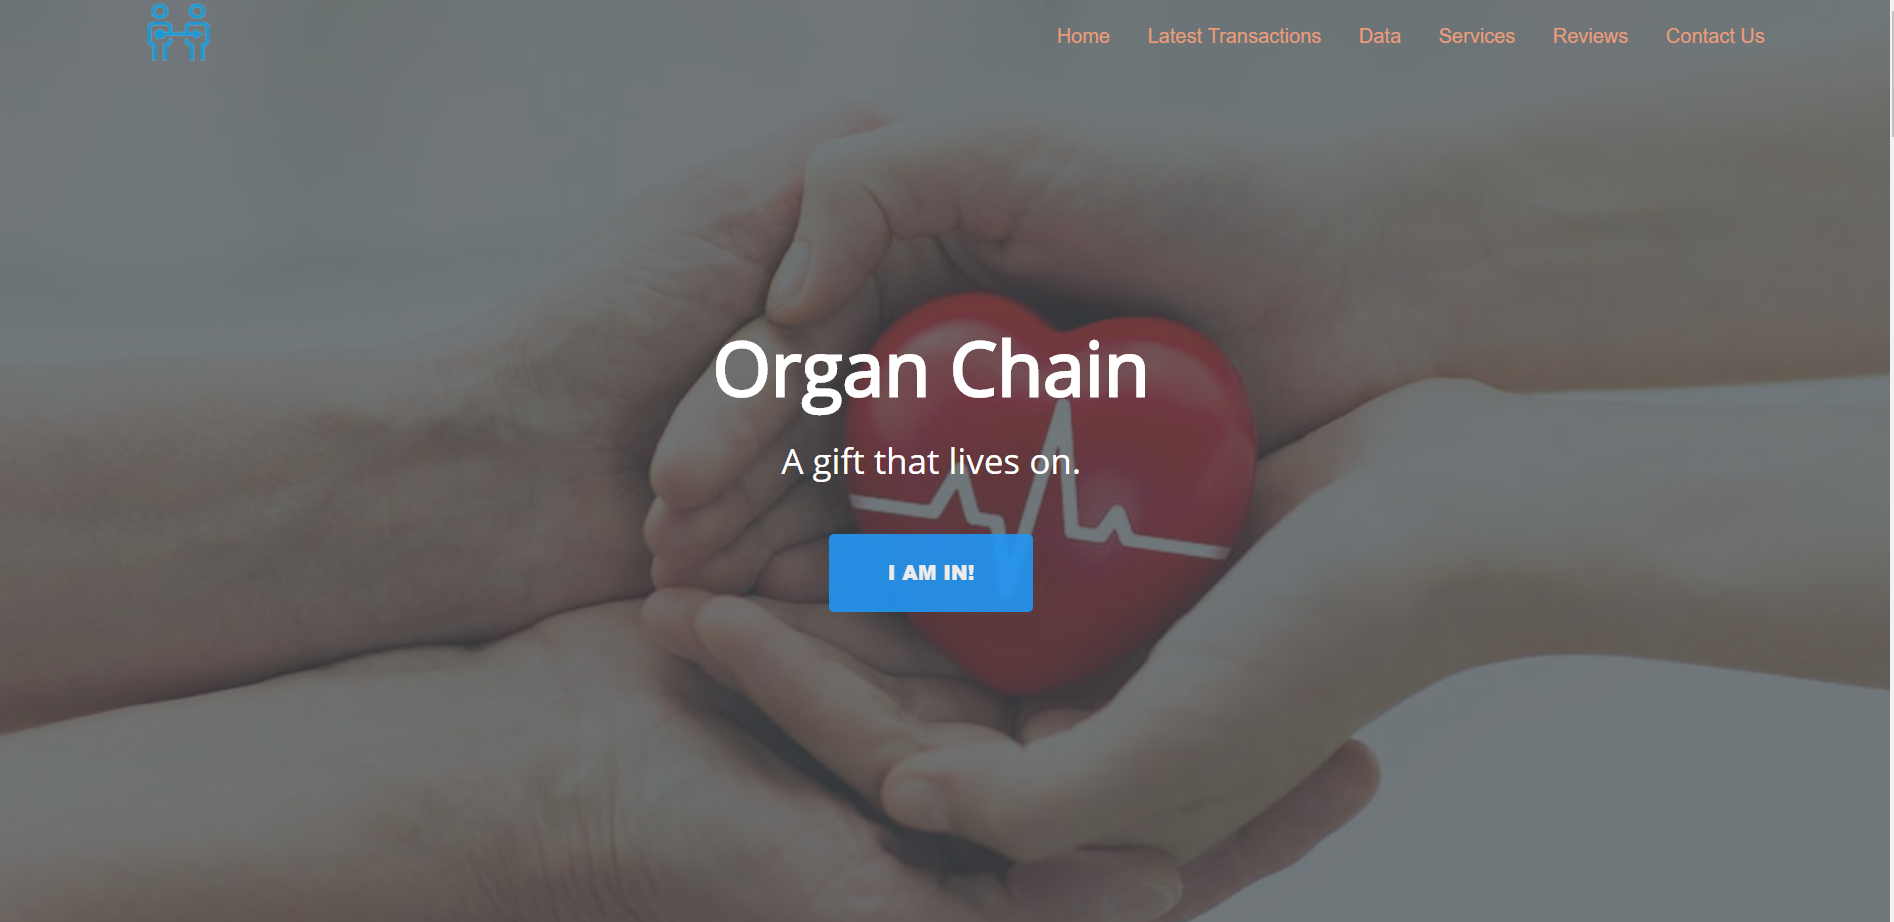 Home Latest Transactions Data Services Reviews Contact Us
Organ Chain
A gift that lives on.
I AM IN!